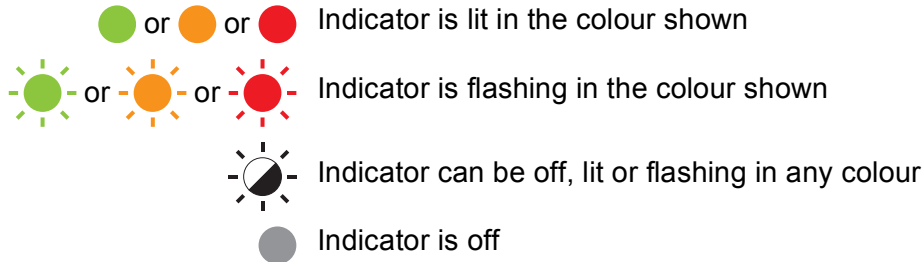 or or Indicator is lit in the colour shown
or or Indicator is flashing in the colour shown
Indicator can be off, lit or flashing in any colour
Indicator is off